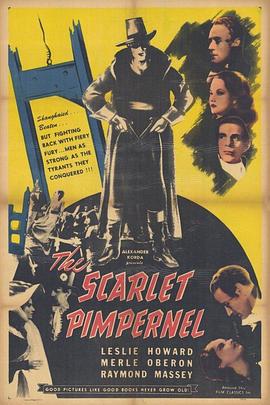 Shanghaied...
Beaten...
BUT FIGHTING
BACK WITH FIERY
FURY...MEN AS
STRONG AS THE
TYRANTS THEY
CONQUERED !!!
ALEXANDER
KORDA
presents
The
SCARLET
PIMPERNEL
LESLIE HOWARD
MERLE OBERON
RAYMOND MASSEY
Released Thru
FILM CLASSICS Inc.
GOOD PICTURES LIKE GOOD BOOKS NEVER GROW OLD!